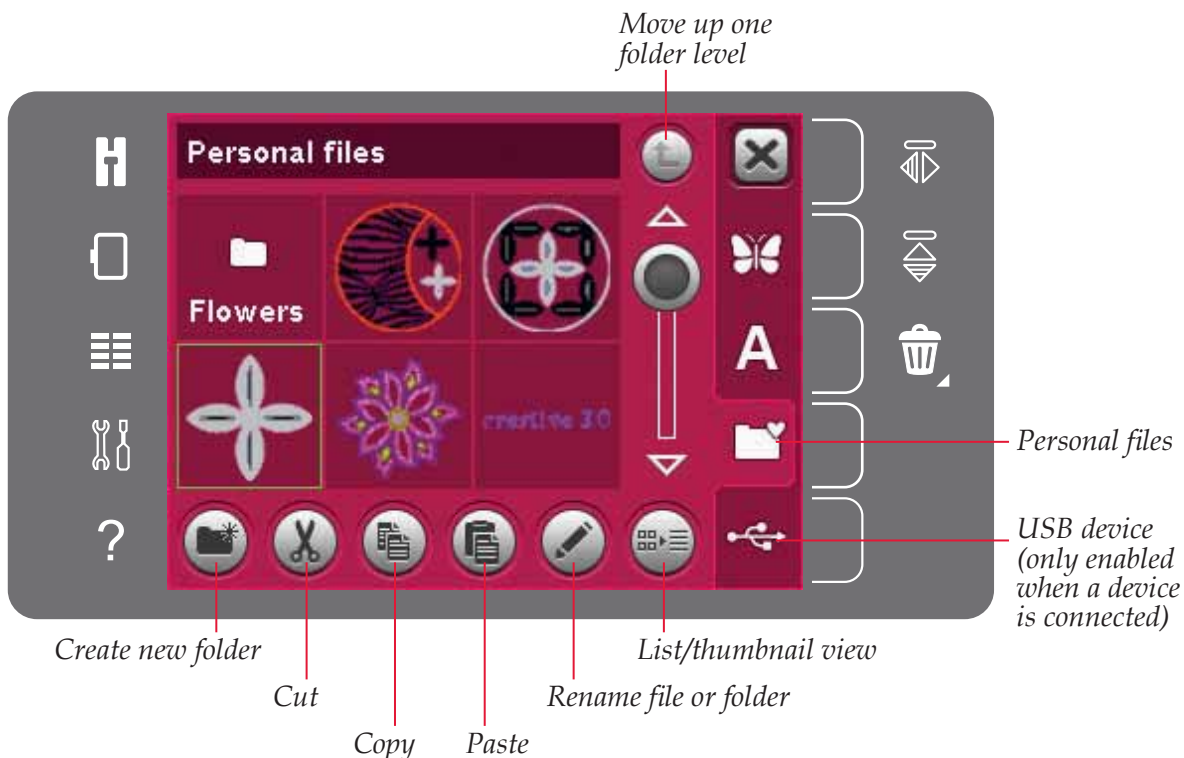 Move up one
folder level
Personal files
Flowers
A
creative 3.0
?
Personal files
USB device
(only enabled
when a device
is connected)
Create new folder
List/thumbnail view
Cut
Rename file or folder
Copy
Paste